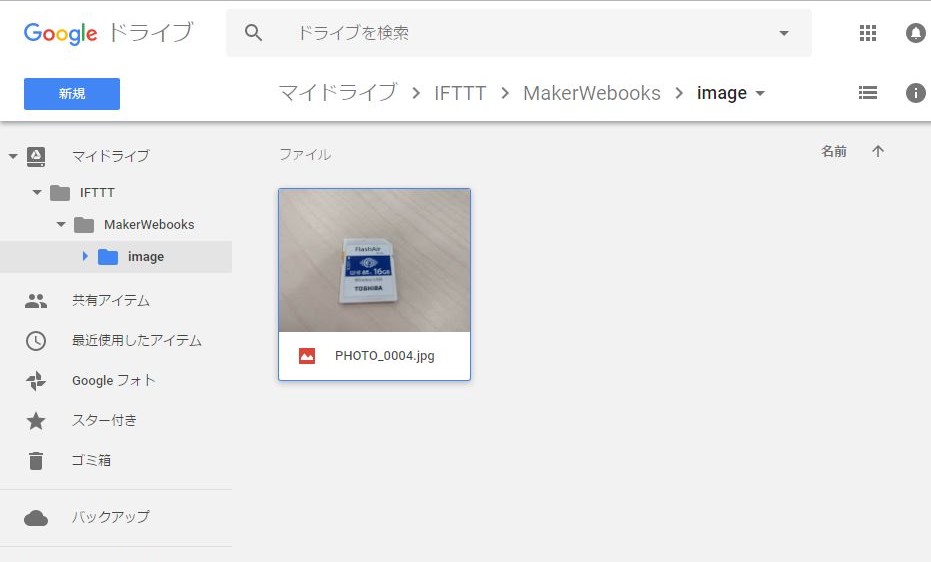 Google ドライブ
ドライブを検索
新規
マイドライブ > IFTTT > MakerWebooks > image
マイドライブ
IFTTT
MakerWebooks
image
共有アイテム
最近使用したアイテム
Google フォト
スター付き
ゴミ箱
バックアップ
ファイル
名前
FlashAir
16GB
TOSHIBA
PHOTO_0004.jpg